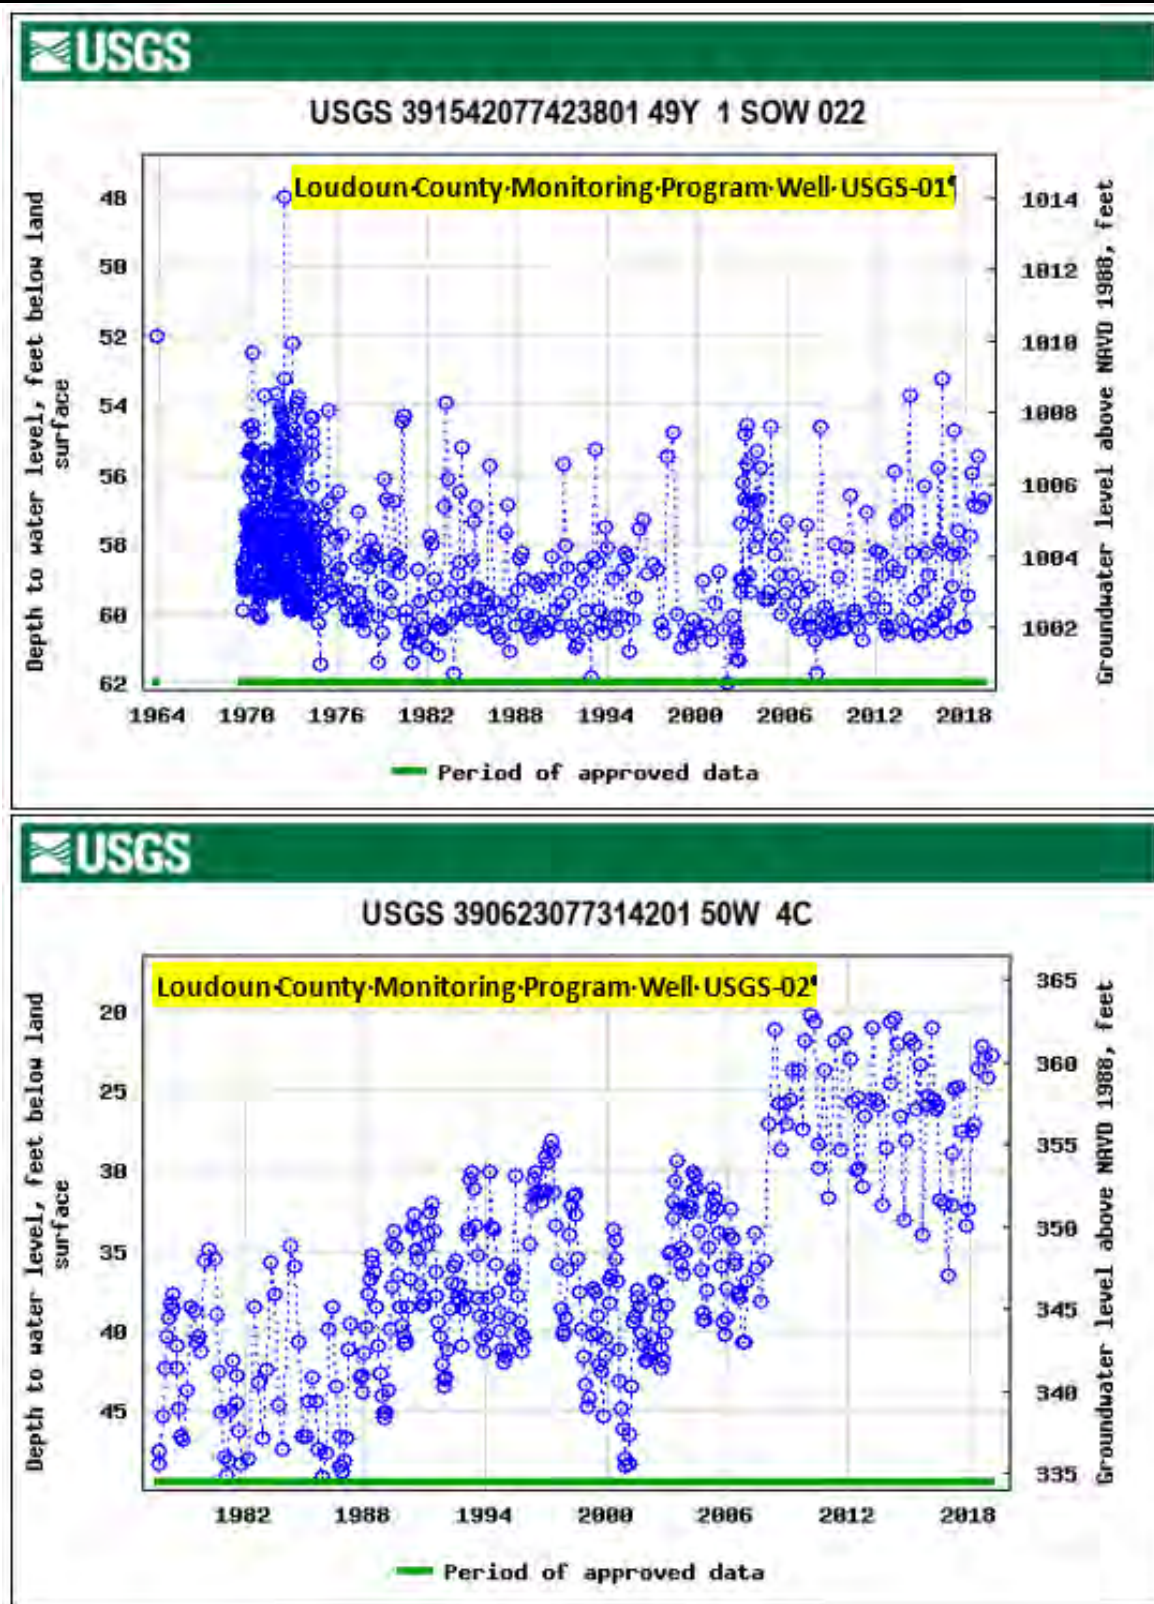 USGS
USGS 391542077423801 49Y 1 SOW 022
Loudoun·County·Monitoring·Program·Well·USGS-01¶
Depth to water level, feet below land
surface
48
50
52
54
56
58
60
62
1014
1012
1010
1008
1006
1004
1002
Groundwater level above NAVD 1988, feet
1964 1970 1976 1982 1988 1994 2000 2006 2012 2018
Period of approved data
USGS
USGS 390623077314201 50W 4C
Loudoun·County·Monitoring·Program·Well·USGS-02¶
Depth to water level, feet below land
surface
20
25
30
35
40
45
365
360
355
350
345
340
335
Groundwater level above NAVD 1988, feet
1982 1988 1994 2000 2006 2012 2018
Period of approved data